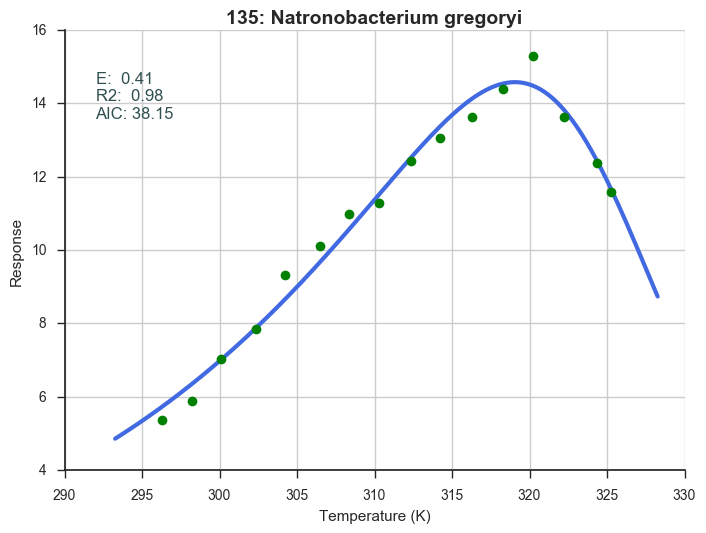 135: Natronobacterium gregoryi
E: 0.41
R2: 0.98
AIC: 38.15
Response
16
14
12
10
8
6
4
290 295 300 305 310 315 320 325 330
Temperature (K)